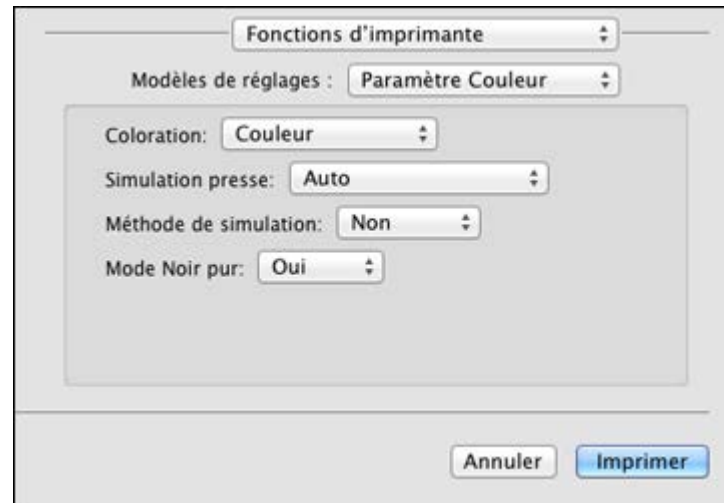 Fonctions d'imprimante
Modèles de réglages : Paramètre Couleur
Coloration: Couleur
Simulation presse: Auto
Méthode de simulation: Non
Mode Noir pur: Oui
Annuler Imprimer